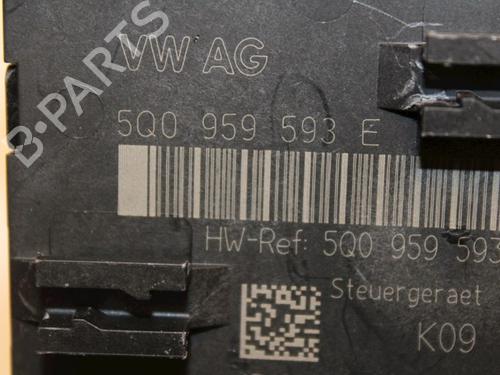 VW AG
B-PARTS
5Q0 959 593 E
HW-Ref: 5Q0 959 593
Steuergeraet
K09